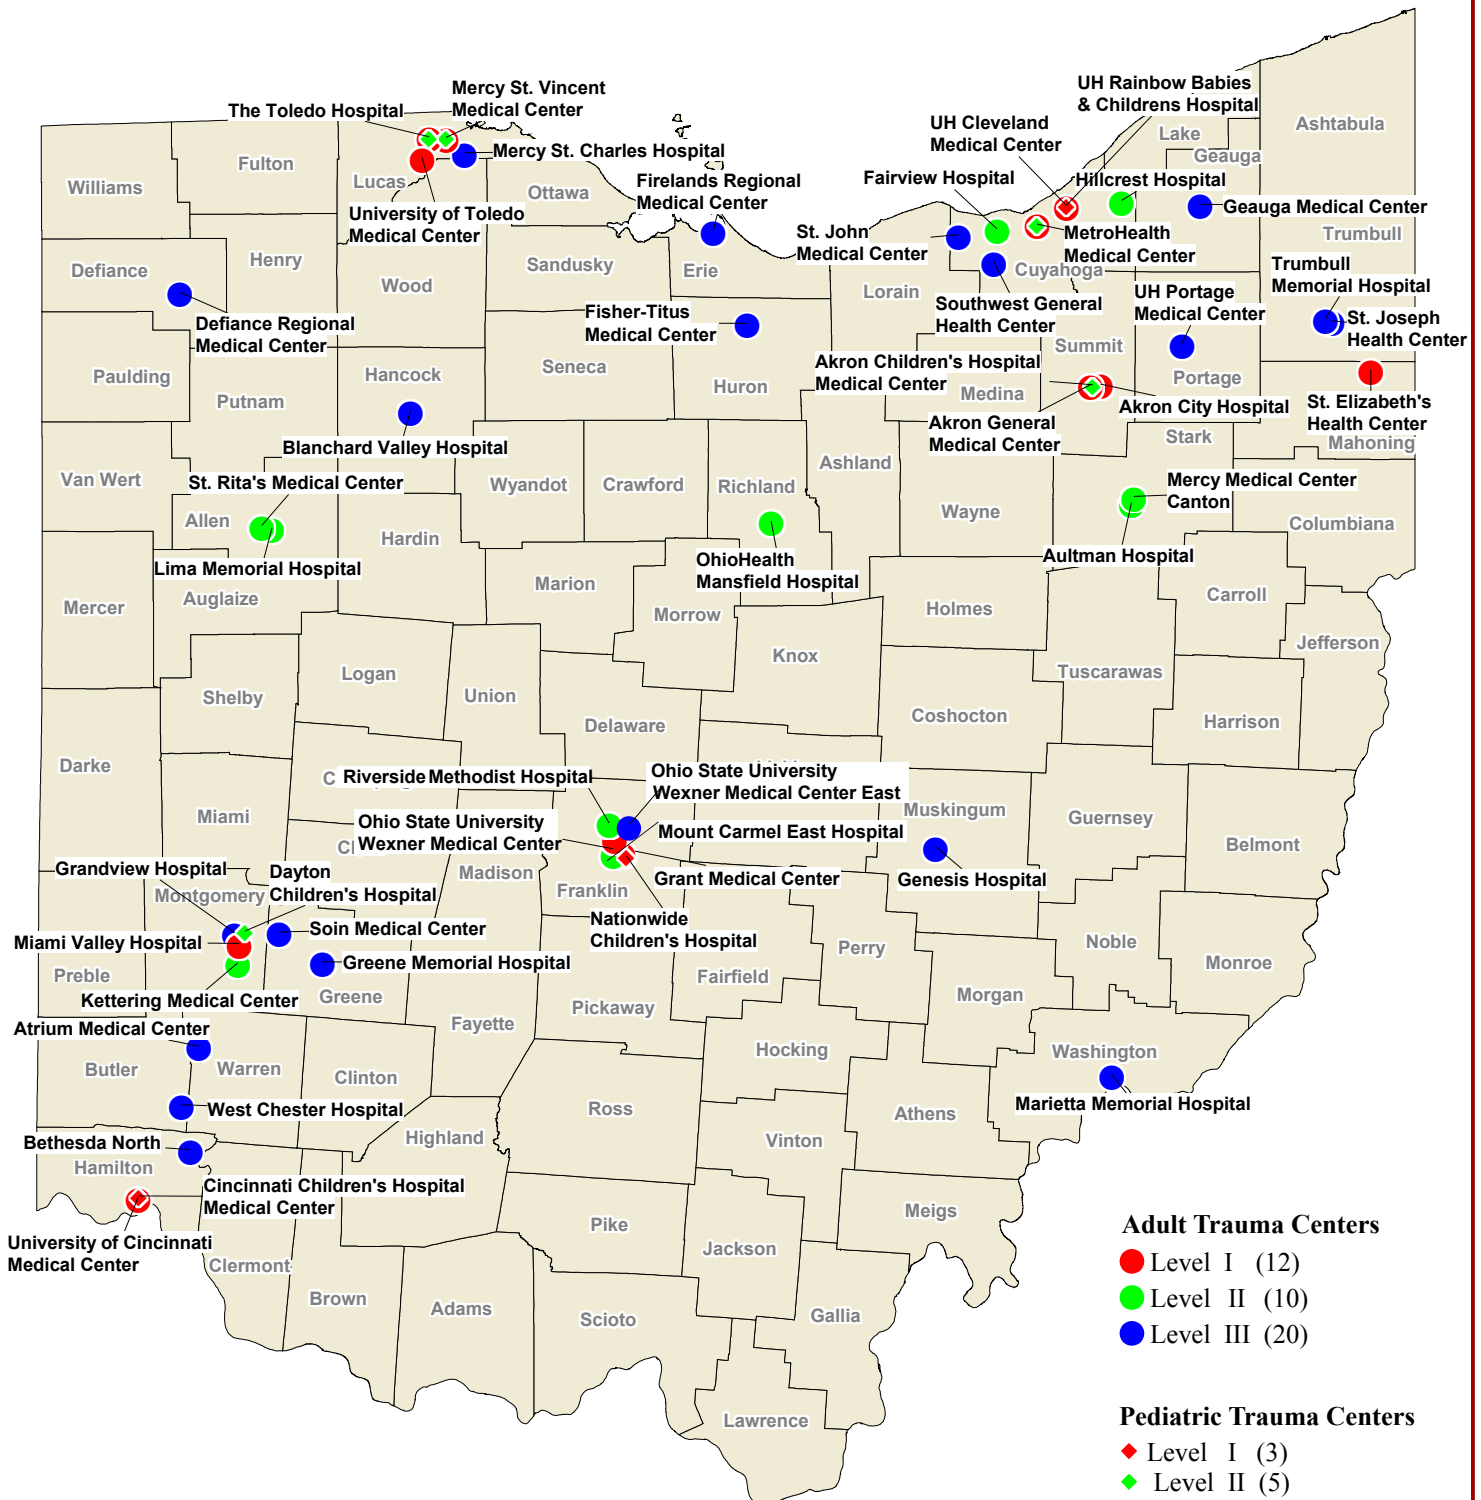 Mercy St. Vincent
Medical Center
The Toledo Hospital
UH Rainbow Babies
& Childrens Hospital
UH Cleveland
Medical Center
Lake
Ashtabula
Geauga
Mercy St. Charles Hospital
Fulton
Williams
Lucas
Ottawa
Firelands Regional
Medical Center
Fairview Hospital
Hillcrest Hospital
Geauga Medical Center
University of Toledo
Medical Center
St. John
Medical Center
MetroHealth
Medical Center
Trumbull
Henry
Defiance
Wood
Sandusky
Erie
Cuyahoga
Lorain
Trumbull
Memorial Hospital
UH Portage
Medical Center
Southwest General
Health Center
Defiance Regional
Medical Center
Fisher-Titus
Medical Center
St. Joseph
Health Center
Summit
Akron Children's Hospital
Medical Center
Paulding
Hancock
Seneca
Huron
Medina
Portage
Putnam
Akron City Hospital
St. Elizabeth's
Health Center
Mahoning
Akron General
Medical Center
Stark
Blanchard Valley Hospital
Ashland
Van Wert
St. Rita's Medical Center
Wyandot
Crawford
Richland
Mercy Medical Center
Canton
Wayne
Allen
Hardin
Columbiana
Aultman Hospital
Lima Memorial Hospital
OhioHealth
Mansfield Hospital
Marion
Auglaize
Mercer
Morrow
Holmes
Carroll
Jefferson
Knox
Logan
Tuscarawas
Shelby
Union
Delaware
Coshocton
Harrison
Darke
Riverside Methodist Hospital
Ohio State University
Wexner Medical Center East
Muskingum
Miami
Guernsey
Ohio State University
Wexner Medical Center
Mount Carmel East Hospital
Belmont
Grandview Hospital
Dayton
Children's Hospital
Madison
Franklin
Grant Medical Center
Genesis Hospital
Montgomery
Nationwide
Children's Hospital
Soin Medical Center
Miami Valley Hospital
Perry
Noble
Greene Memorial Hospital
Monroe
Preble
Fairfield
Morgan
Kettering Medical Center
Greene
Pickaway
Atrium Medical Center
Fayette
Hocking
Washington
Butler
Warren
Clinton
West Chester Hospital
Ross
Athens
Marietta Memorial Hospital
Bethesda North
Highland
Vinton
Hamilton
Cincinnati Children's Hospital
Medical Center
Pike
Meigs
University of Cincinnati
Medical Center
Jackson
Clermont
Brown
Adams
Scioto
Gallia
Lawrence
Adult Trauma Centers
Level I (12)
Level II (10)
Level III (20)
Pediatric Trauma Centers
Level I (3)
Level II (5)